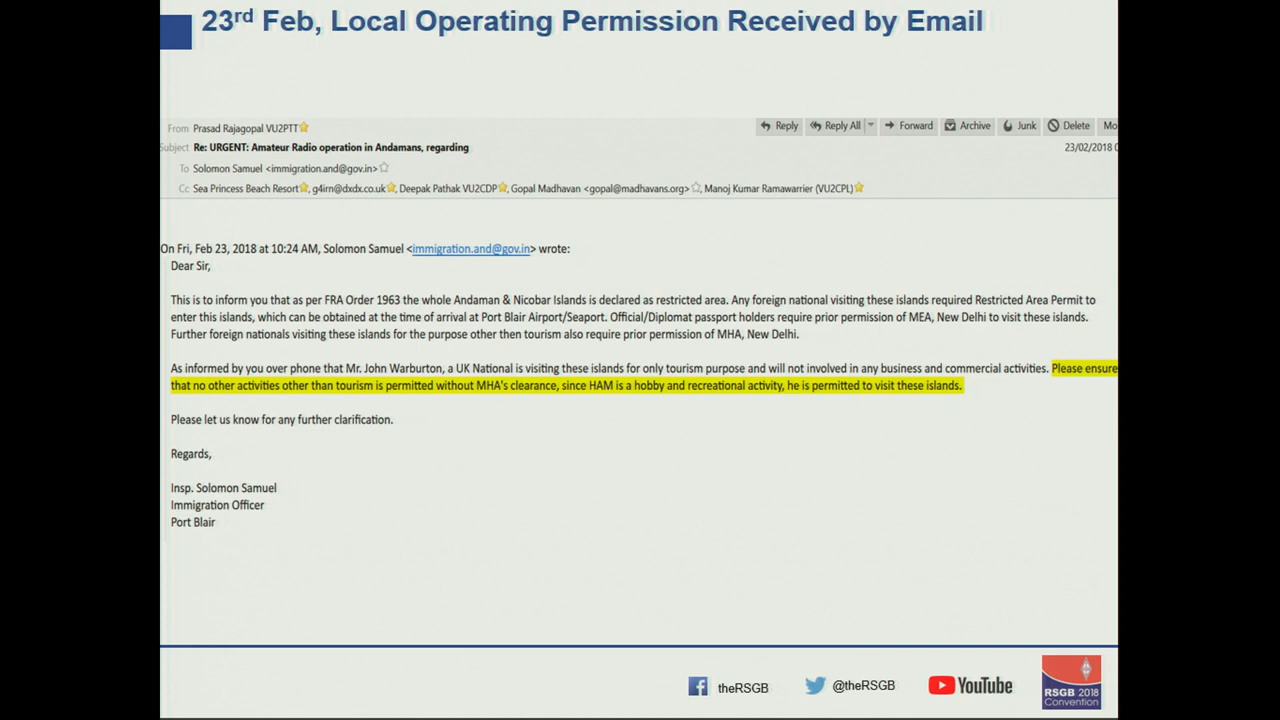 23rd Feb, Local Operating Permission Received by Email
From Prasad Rajagopal VU2PTT
Reply Reply All Forward Archive Junk Delete Mo
Subject Re: URGENT: Amateur Radio operation in Andamans, regarding
23/02/2018 0
To Solomon Samuel <immigration.and@gov.in>
Cc Sea Princess Beach Resort, g4irn@dxdx.co.uk, Deepak Pathak VU2CDP, Gopal Madhavan <gopal@madhavans.org>, Manoj Kumar Ramawarrier (VU2CPL)
On Fri, Feb 23, 2018 at 10:24 AM, Solomon Samuel <immigration.and@gov.in> wrote:
Dear Sir,
This is to inform you that as per FRA Order 1963 the whole Andaman & Nicobar Islands is declared as restricted area. Any foreign national visiting these islands required Restricted Area Permit to
enter this islands, which can be obtained at the time of arrival at Port Blair Airport/Seaport. Official/Diplomat passport holders require prior permission of MEA, New Delhi to visit these islands.
Further foreign nationals visiting these islands for the purpose other then tourism also require prior permission of MHA, New Delhi.
As informed by you over phone that Mr. John Warburton, a UK National is visiting these islands for only tourism purpose and will not involved in any business and commercial activities. Please ensure
that no other activities other than tourism is permitted without MHA's clearance, since HAM is a hobby and recreational activity, he is permitted to visit these islands.
Please let us know for any further clarification.
Regards,
Insp. Solomon Samuel
Immigration Officer
Port Blair
theRSGB
@theRSGB
YouTube
RSGB 2018
Convention